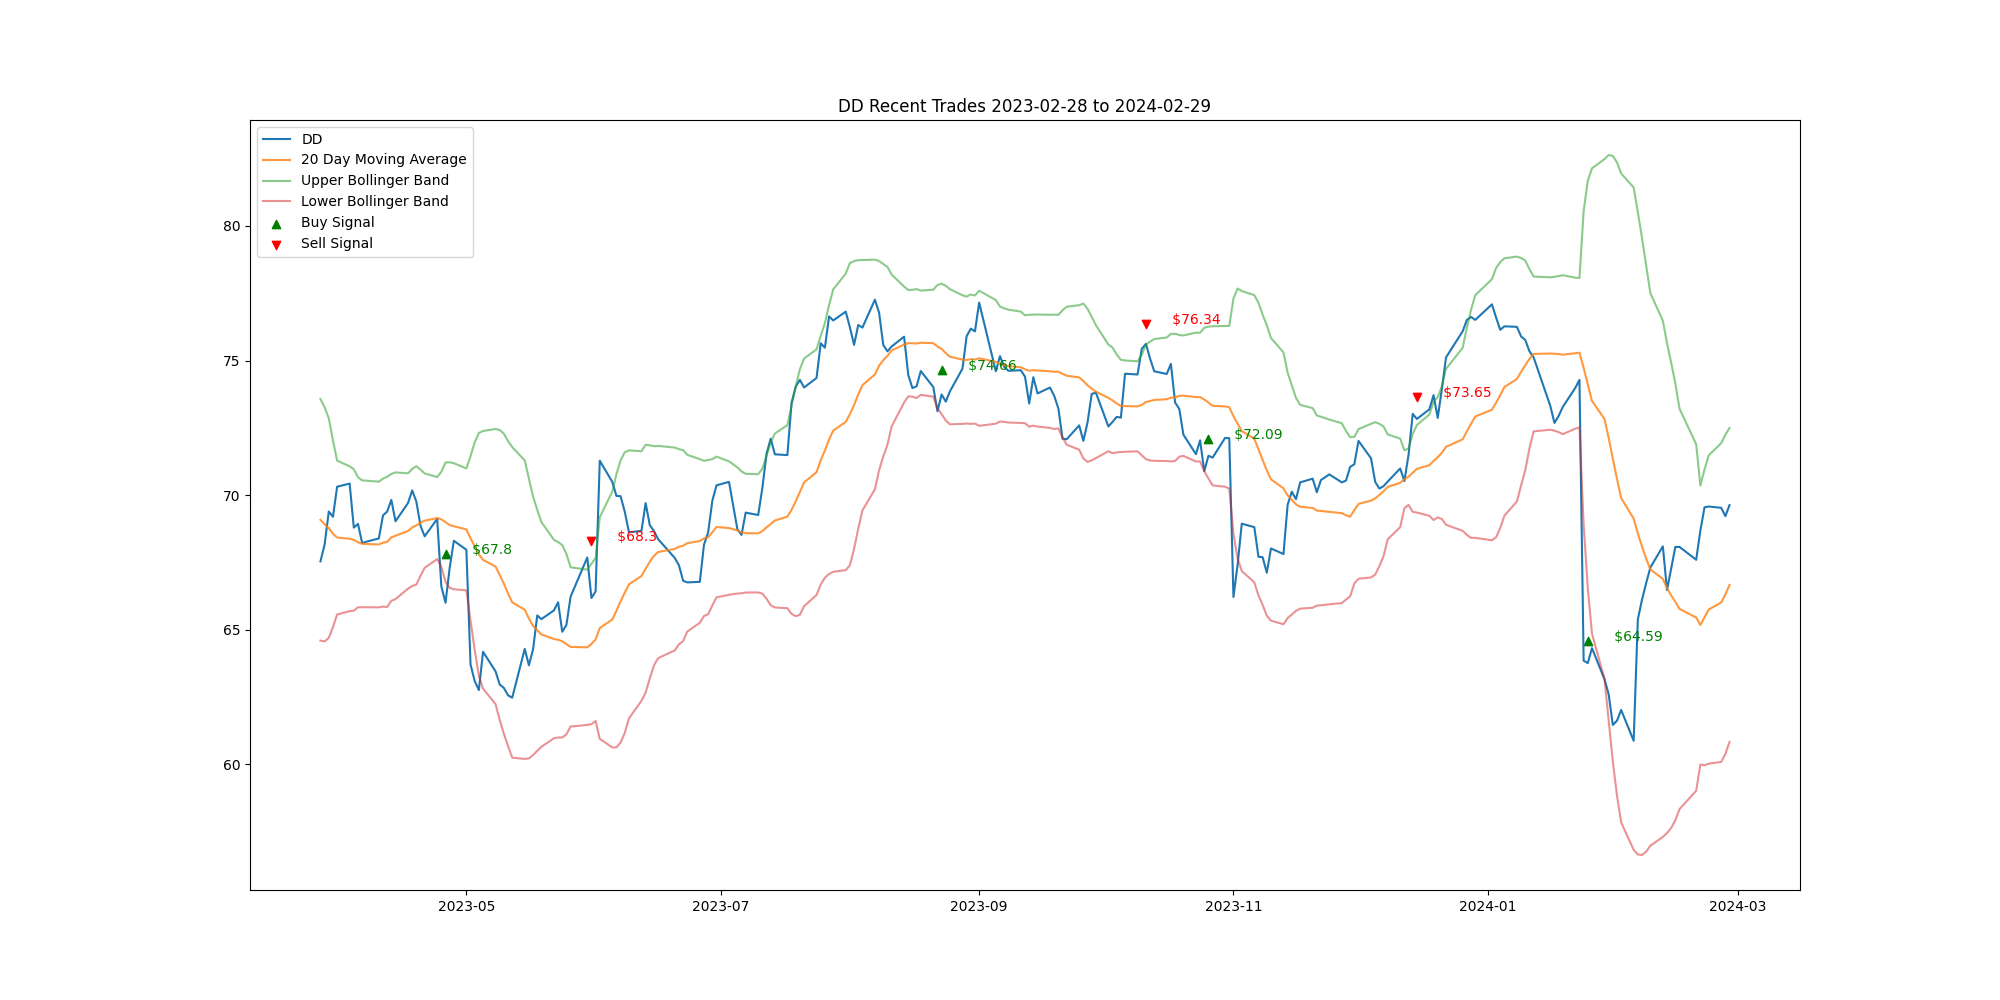 DD Recent Trades 2023-02-28 to 2024-02-29
DD
20 Day Moving Average
Upper Bollinger Band
Lower Bollinger Band
Buy Signal
Sell Signal
80
75
70
65
60
$67.8
$68.3
$74.66
$76.34
$72.09
$73.65
$64.59
2023-05
2023-07
2023-09
2023-11
2024-01
2024-03